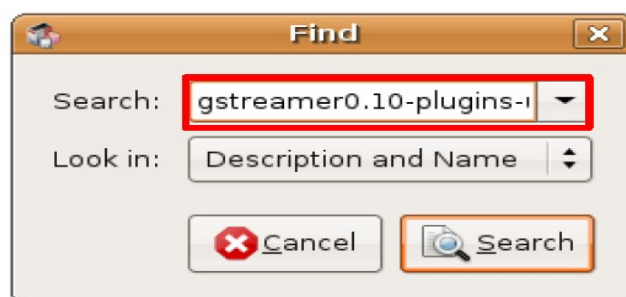 Find
Search: gstreamer0.10-plugins-
Look in: Description and Name
Cancel Search